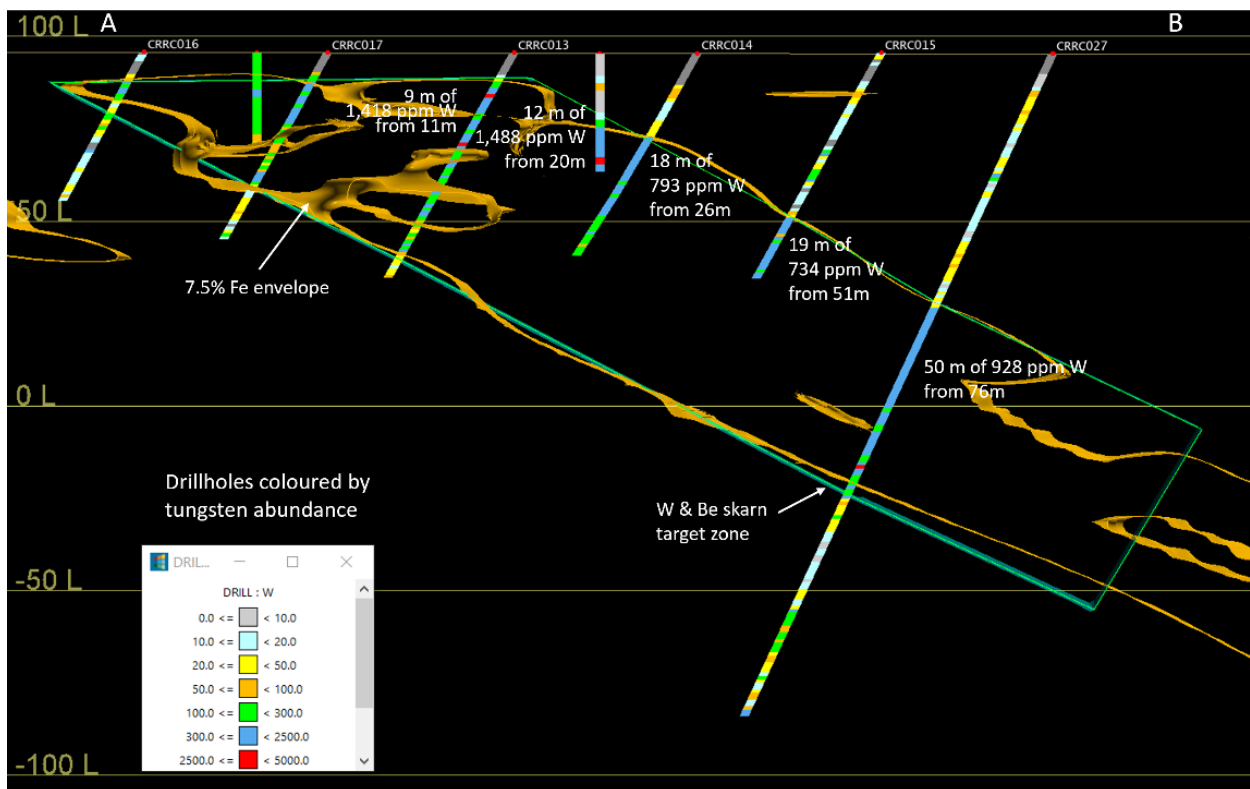 100 L
A
B
CRRC016
CRRC017
CRRC013
CRRC014
CRRC015
CRRC027
9 m of
1,418 ppm W
from 11m
12 m of
1,488 ppm W
from 20m
18 m of
793 ppm W
from 26m
50 L
19 m of
734 ppm W
from 51m
7.5% Fe envelope
50 m of 928 ppm W
from 76m
0 L
Drillholes coloured by
tungsten abundance
W & Be skarn
target zone
DRIL...
-50 L
DRILL : W
0.0 <= < 10.0
10.0 <= < 20.0
20.0 <= < 50.0
50.0 <= < 100.0
100.0 <= < 300.0
300.0 <= < 2500.0
2500.0 <= < 5000.0
-100 L